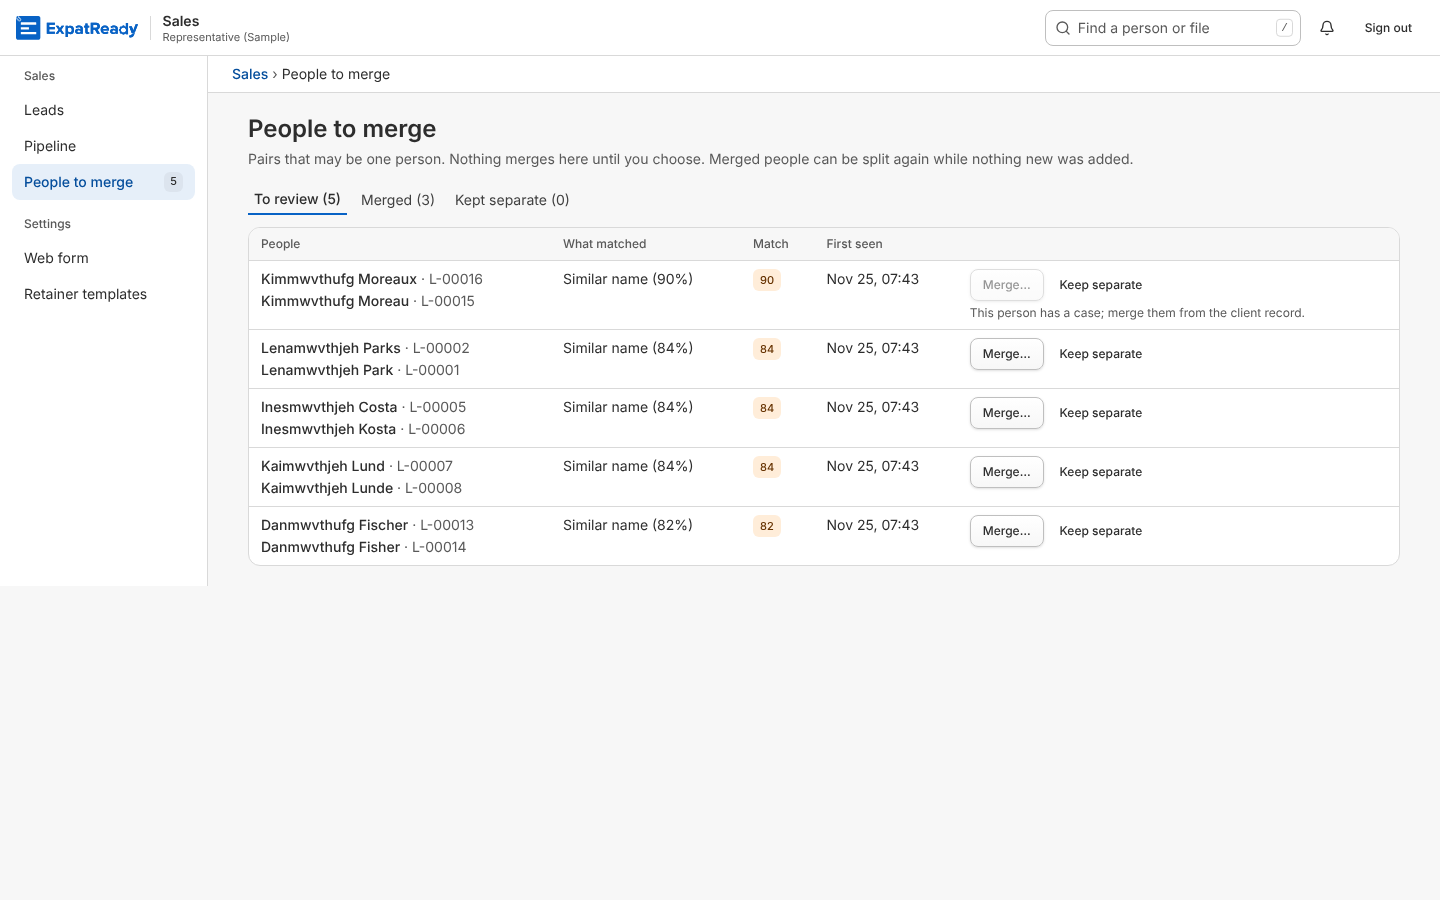 ExpatReady
Sales
Representative (Sample)
Find a person or file
/
Sign out
Sales
Leads
Pipeline
People to merge 5
Settings
Web form
Retainer templates
Sales › People to merge
People to merge
Pairs that may be one person. Nothing merges here until you choose. Merged people can be split again while nothing new was added.
To review (5) Merged (3) Kept separate (0)
People What matched Match First seen
Kimmwvthufg Moreaux · L-00016 Similar name (90%) 90 Nov 25, 07:43 Merge... Keep separate
Kimmwvthufg Moreau · L-00015
This person has a case; merge them from the client record.
Lenamwvthjeh Parks · L-00002 Similar name (84%) 84 Nov 25, 07:43 Merge... Keep separate
Lenamwvthjeh Park · L-00001
Inesmwvthjeh Costa · L-00005 Similar name (84%) 84 Nov 25, 07:43 Merge... Keep separate
Inesmwvthjeh Kosta · L-00006
Kaimwvthjeh Lund · L-00007 Similar name (84%) 84 Nov 25, 07:43 Merge... Keep separate
Kaimwvthjeh Lunde · L-00008
Danmwvthufg Fischer · L-00013 Similar name (82%) 82 Nov 25, 07:43 Merge... Keep separate
Danmwvthufg Fisher · L-00014